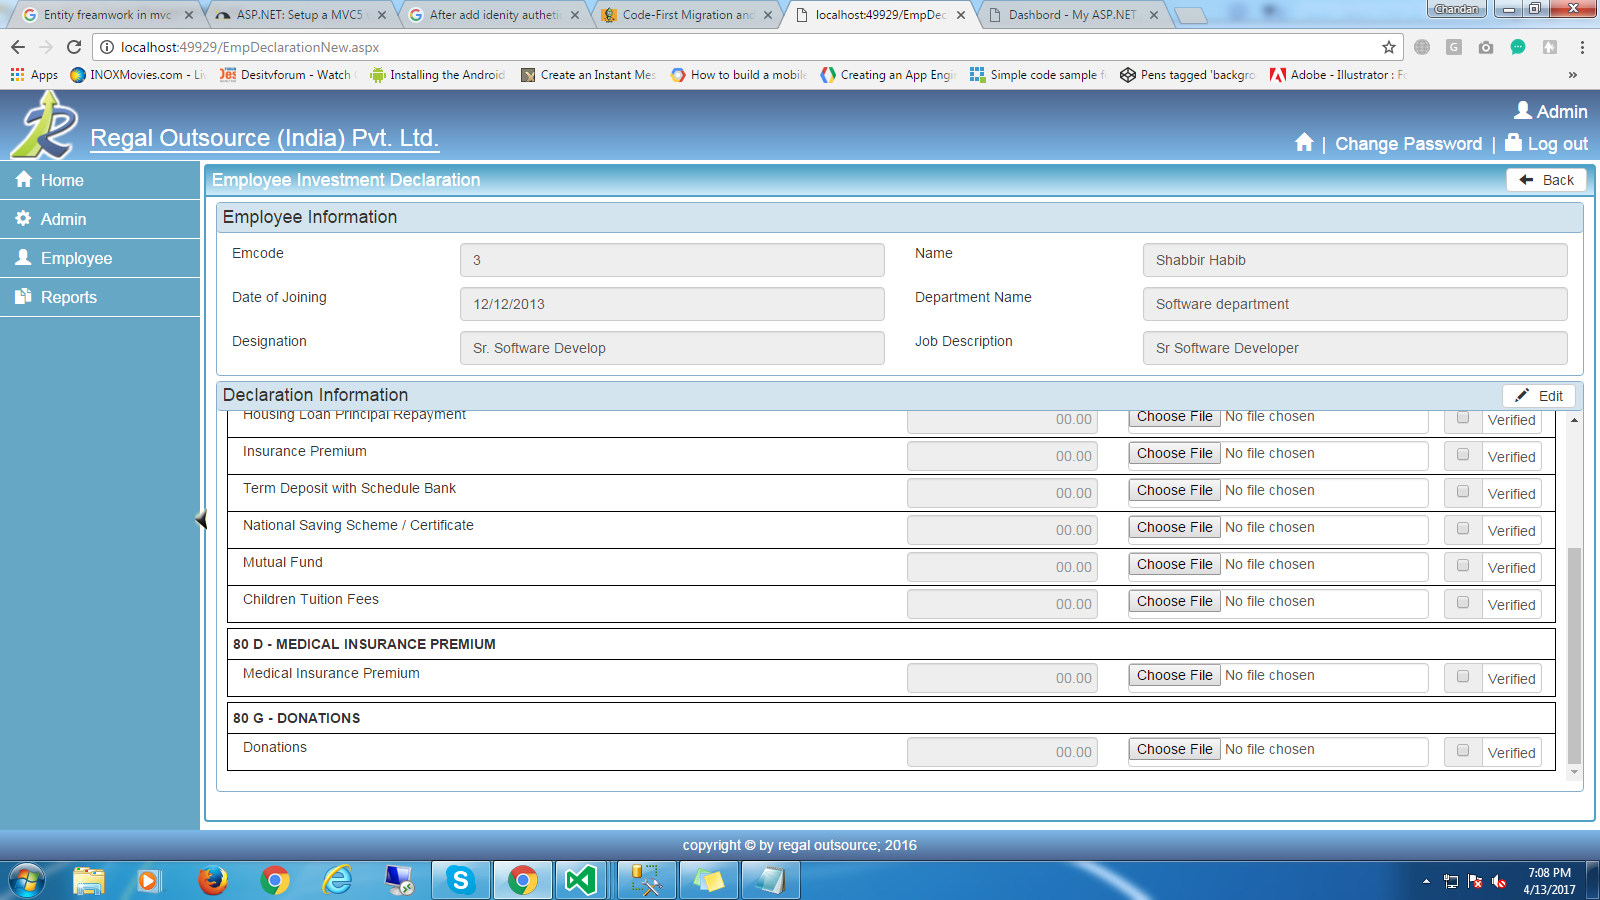 Entity freamwork in mvc
ASP.NET: Setup a MVC5
After add idenity autheti
Code-First Migration and
localhost:49929/EmpDec
Dashbord - My ASP.NET
Chandan
localhost:49929/EmpDeclarationNew.aspx
Apps
INOXMovies.com - Liv
Desitvforum - Watch
Installing the Android
Create an Instant Mes
How to build a mobile
Creating an App Engi
Simple code sample f
Pens tagged 'backgro
Adobe - Illustrator : Fo
Regal Outsource (India) Pvt. Ltd.
Admin
| Change Password | Log out
Home
Admin
Employee
Reports
Employee Investment Declaration
Back
Employee Information
Emcode 3 Name Shabbir Habib
Date of Joining 12/12/2013 Department Name Software department
Designation Sr. Software Develop Job Description Sr Software Developer
Declaration Information Edit
Housing Loan Principal Repayment 00.00 Choose File No file chosen Verified
Insurance Premium 00.00 Choose File No file chosen Verified
Term Deposit with Schedule Bank 00.00 Choose File No file chosen Verified
National Saving Scheme / Certificate 00.00 Choose File No file chosen Verified
Mutual Fund 00.00 Choose File No file chosen Verified
Children Tuition Fees 00.00 Choose File No file chosen Verified
80 D - MEDICAL INSURANCE PREMIUM
Medical Insurance Premium 00.00 Choose File No file chosen Verified
80 G - DONATIONS
Donations 00.00 Choose File No file chosen Verified
copyright © by regal outsource; 2016
7:08 PM
4/13/2017